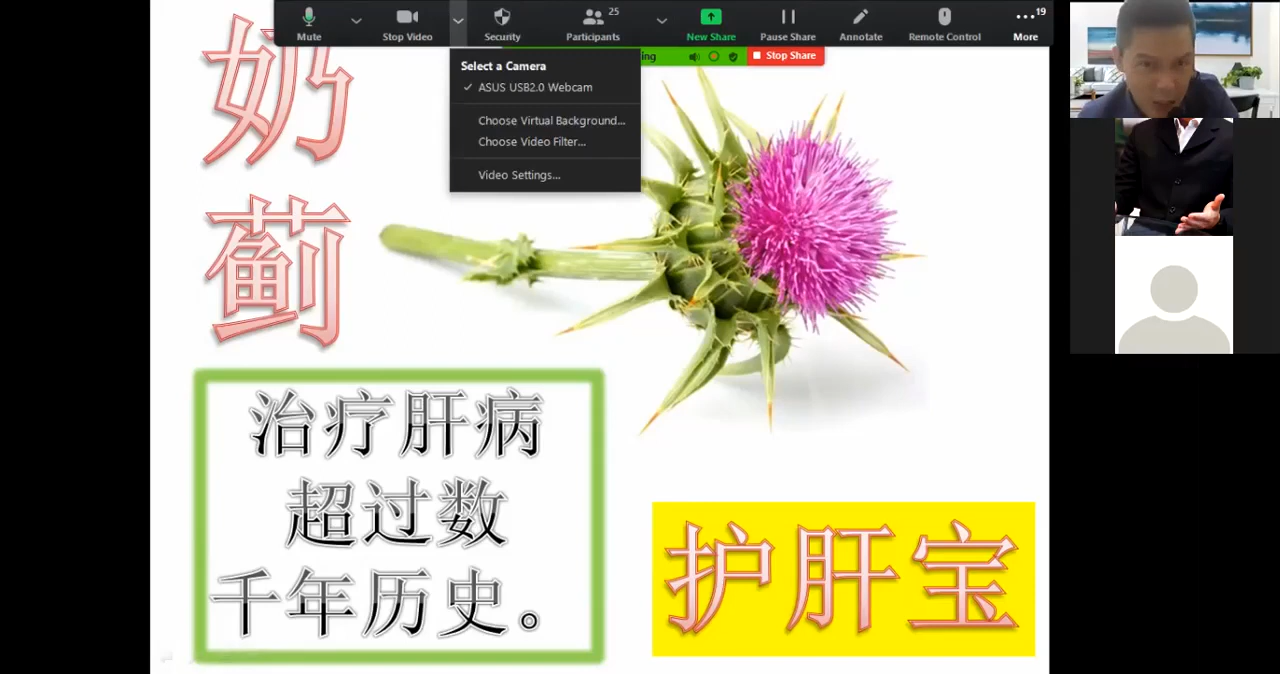 Mute
Stop Video
Security
Participants
25
New Share
Pause Share
Annotate
Remote Control
More
19
ing
Stop Share
Select a Camera
ASUS USB2.0 Webcam
Choose Virtual Background...
Choose Video Filter...
Video Settings...
奶
蓟
治疗肝病
超过数
千年历史。
护肝宝